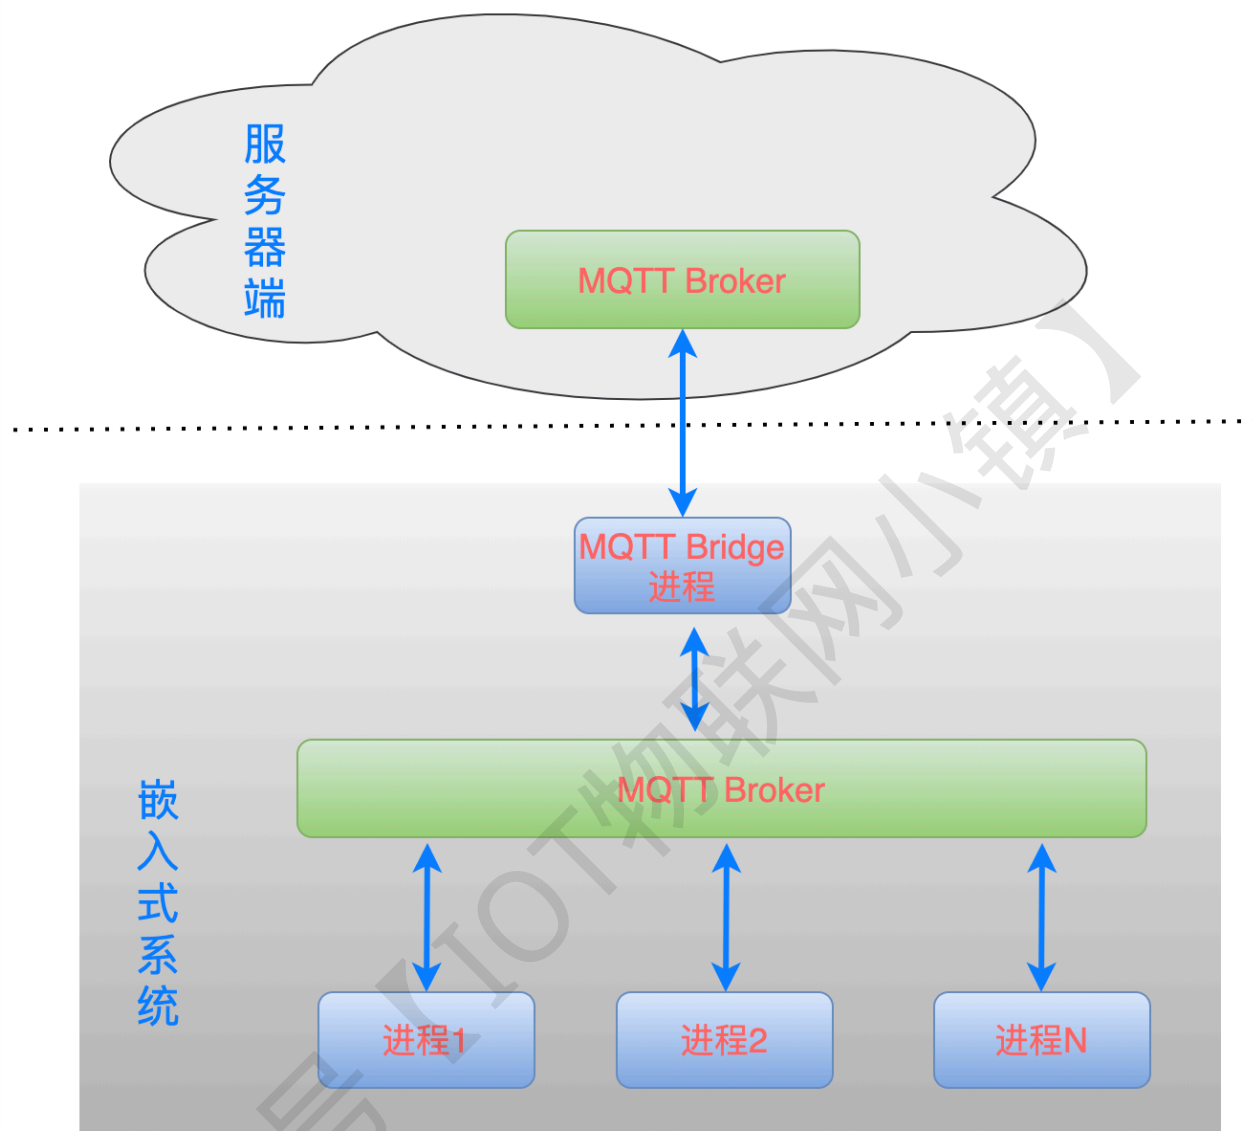 服务器端
MQTT Broker
MQTT Bridge
进程
MQTT Broker
嵌入式系统
进程1
进程2
进程N
号【IOT物联网小镇】